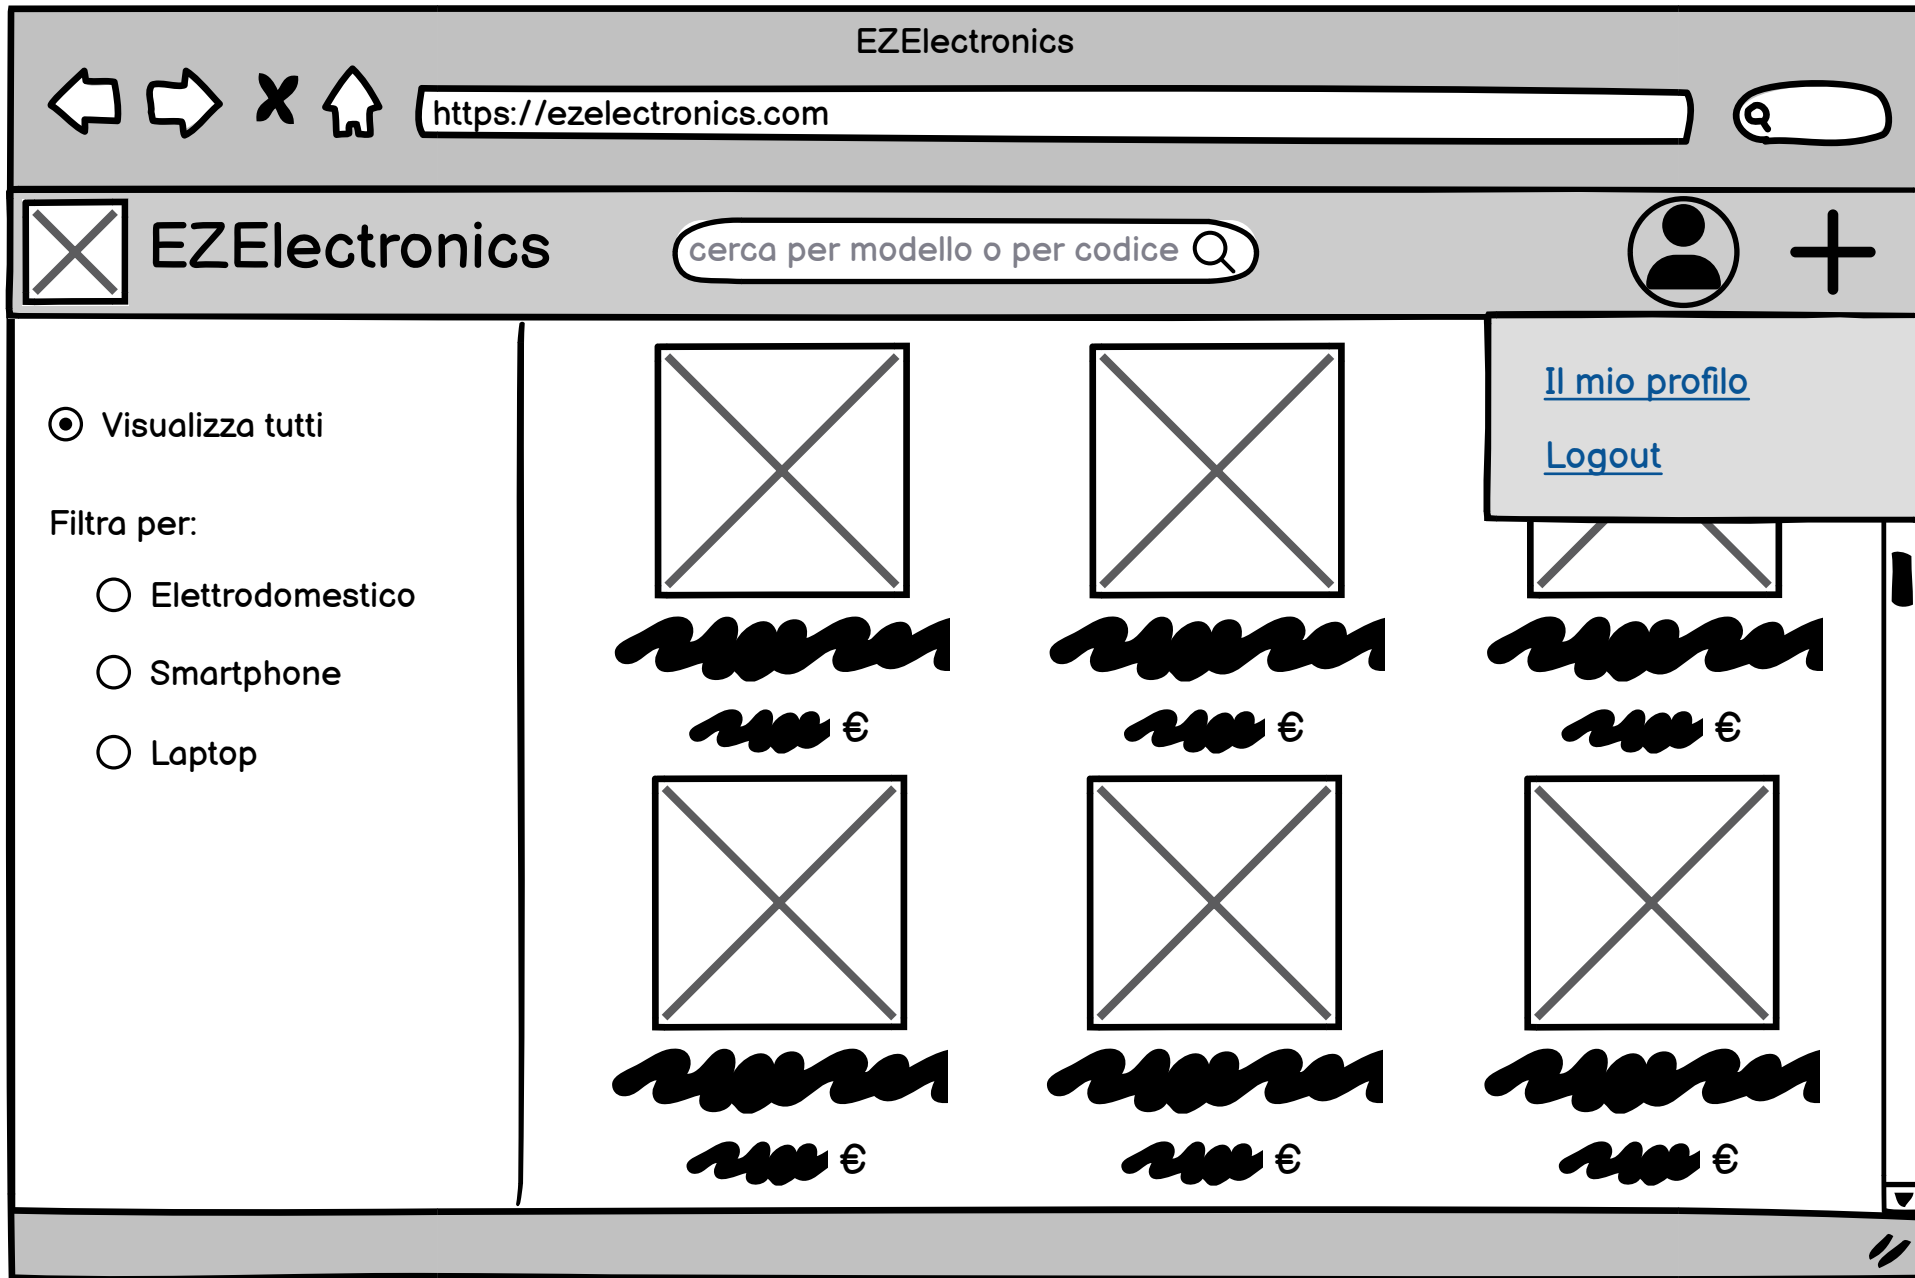 EZElectronics
https://ezelectronics.com
EZElectronics
cerca per modello o per codice
Il mio profilo
Logout
Visualizza tutti
Filtra per:
Elettrodomestico
Smartphone
Laptop
€
€
€
€
€
€